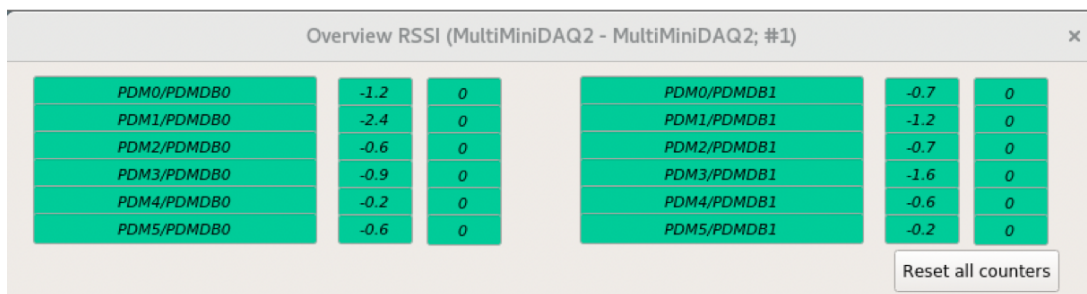 Overview RSSI (MultiMiniDAQ2 - MultiMiniDAQ2; #1) ×
PDM0/PDMDB0 -1.2 0 PDM0/PDMDB1 -0.7 0
PDM1/PDMDB0 -2.4 0 PDM1/PDMDB1 -1.2 0
PDM2/PDMDB0 -0.6 0 PDM2/PDMDB1 -0.7 0
PDM3/PDMDB0 -0.9 0 PDM3/PDMDB1 -1.6 0
PDM4/PDMDB0 -0.2 0 PDM4/PDMDB1 -0.6 0
PDM5/PDMDB0 -0.6 0 PDM5/PDMDB1 -0.2 0
Reset all counters